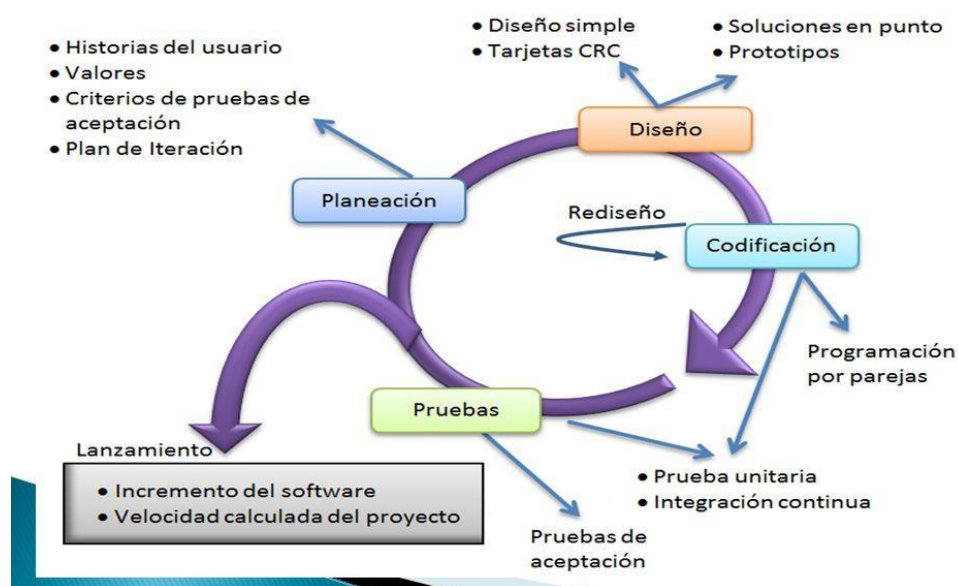 • Historias del usuario
• Valores
• Criterios de pruebas de
aceptación
• Plan de Iteración
• Diseño simple
• Tarjetas CRC
• Soluciones en punto
• Prototipos
Diseño
Planeación
Rediseño
Codificación
Programación
por parejas
Pruebas
Lanzamiento
• Incremento del software
• Velocidad calculada del proyecto
• Prueba unitaria
• Integración continua
Pruebas de
aceptación